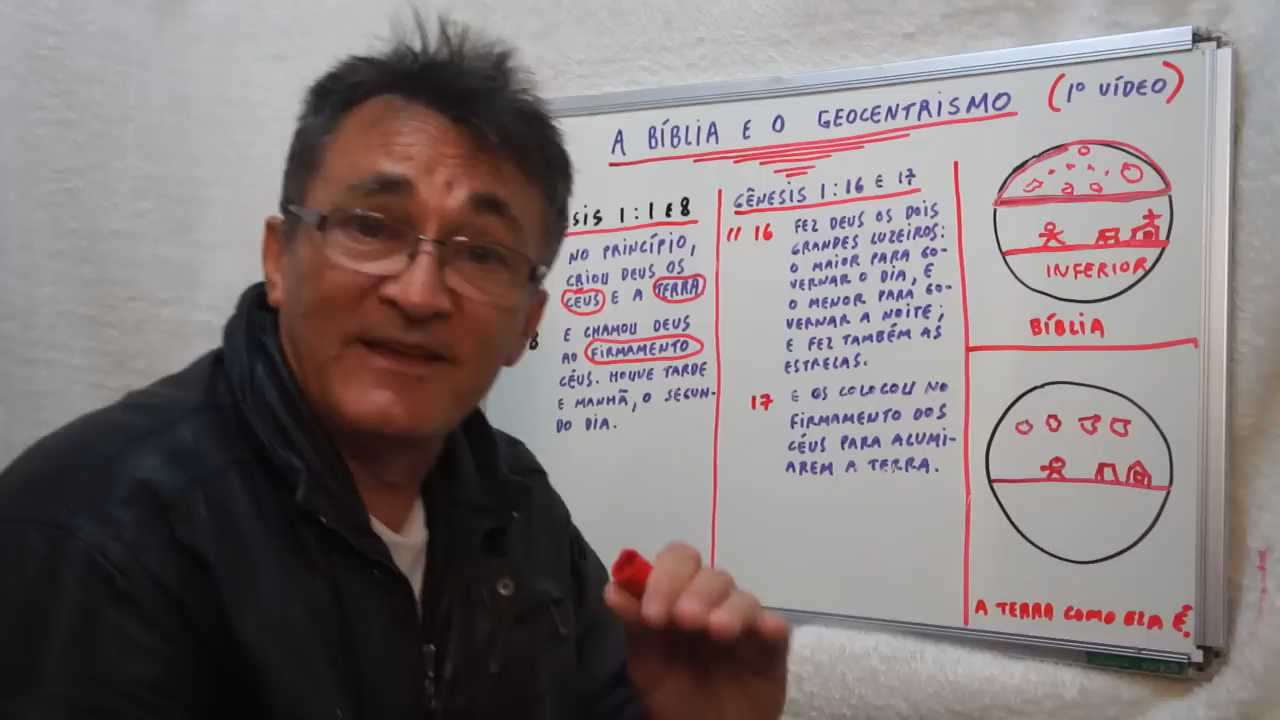 A BÍBLIA E O GEOCENTRISMO (1º VÍDEO)
SIS 1:1 E 8
NO PRINCÍPIO,
CRIOU DEUS OS
CÉUS E A TERRA
8 E CHAMOU DEUS
AO FIRMAMENTO
CÉUS. HOUVE TARDE
E MANHÃ, O SEGUN-
DO DIA.
GÊNESIS 1:16 E 17
16 FEZ DEUS OS DOIS
GRANDES LUZEIROS:
O MAIOR PARA GO-
VERNAR O DIA, E
O MENOR PARA GO-
VERNAR A NOITE;
E FEZ TAMBÉM AS
ESTRELAS.
17 E OS COLOCOU NO
FIRMAMENTO DOS
CÉUS PARA ALUMI-
AREM A TERRA.
INFERIOR
BÍBLIA
A TERRA COMO ELA É.